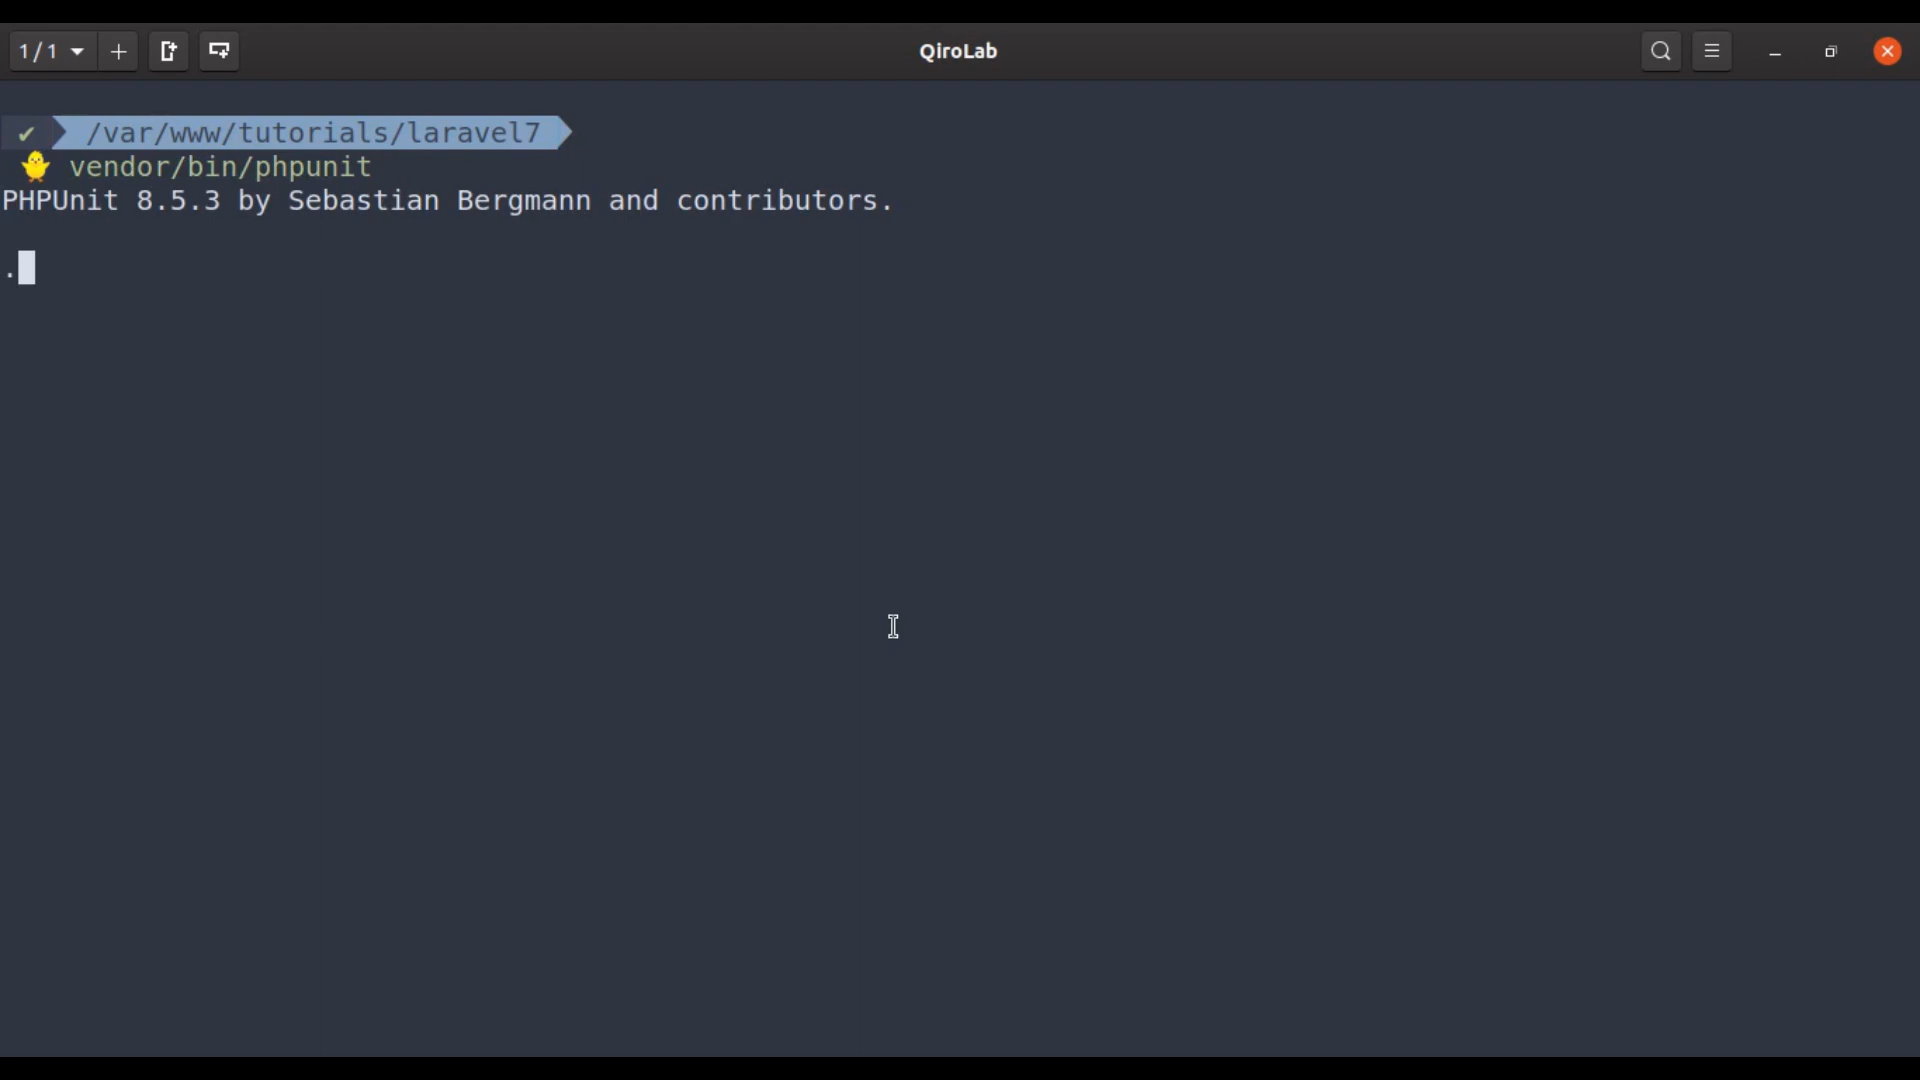 1/1
QiroLab
✔ /var/www/tutorials/laravel7
🐥 vendor/bin/phpunit
PHPUnit 8.5.3 by Sebastian Bergmann and contributors.
.